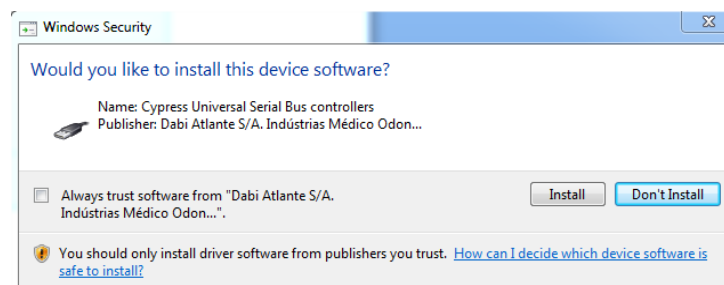 Windows Security
Would you like to install this device software?
Name: Cypress Universal Serial Bus controllers
Publisher: Dabi Atlante S/A. Indústrias Médico Odon...
Always trust software from "Dabi Atlante S/A.
Indústrias Médico Odon...".
Install
Don't Install
You should only install driver software from publishers you trust. How can I decide which device software is
safe to install?